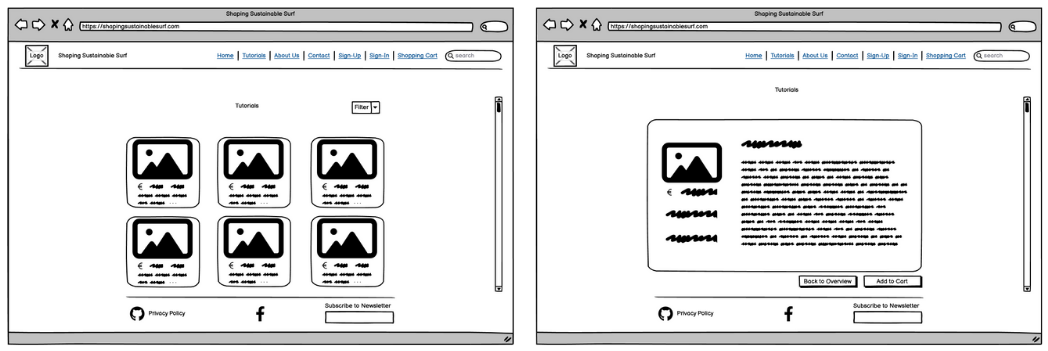 Shaping Sustainable Surf
https://shapingsustainablesurf.com
Logo Shaping Sustainable Surf Home Tutorials About Us Contact Sign-Up Sign-In Shopping Cart search
Tutorials Filter
€ € €
€ € €
Privacy Policy Subscribe to Newsletter
Shaping Sustainable Surf
https://shapingsustainablesurf.com
Logo Shaping Sustainable Surf Home Tutorials About Us Contact Sign-Up Sign-In Shopping Cart search
Tutorials
€
Back to Overview Add to Cart
Privacy Policy Subscribe to Newsletter